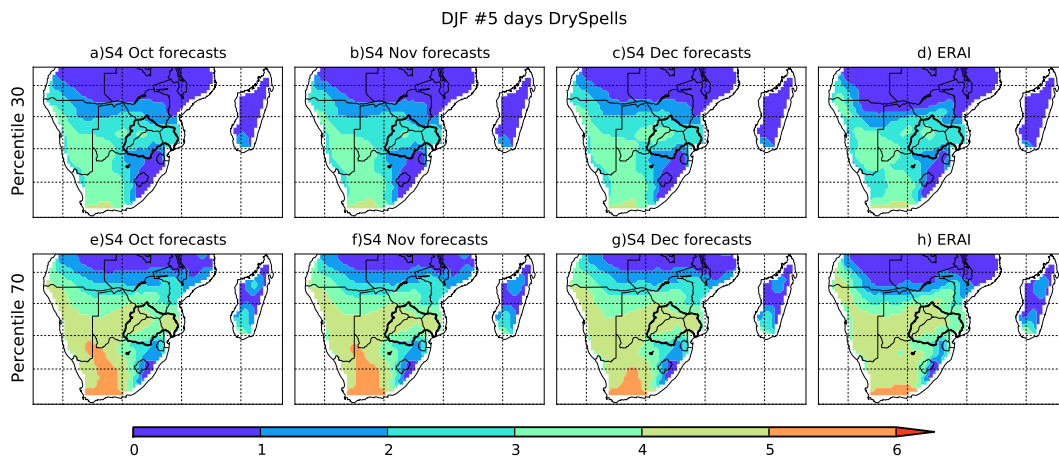 DJF #5 days DrySpells
a)S4 Oct forecasts
b)S4 Nov forecasts
c)S4 Dec forecasts
d) ERAI
Percentile 30
e)S4 Oct forecasts
f)S4 Nov forecasts
g)S4 Dec forecasts
h) ERAI
Percentile 70
0 1 2 3 4 5 6